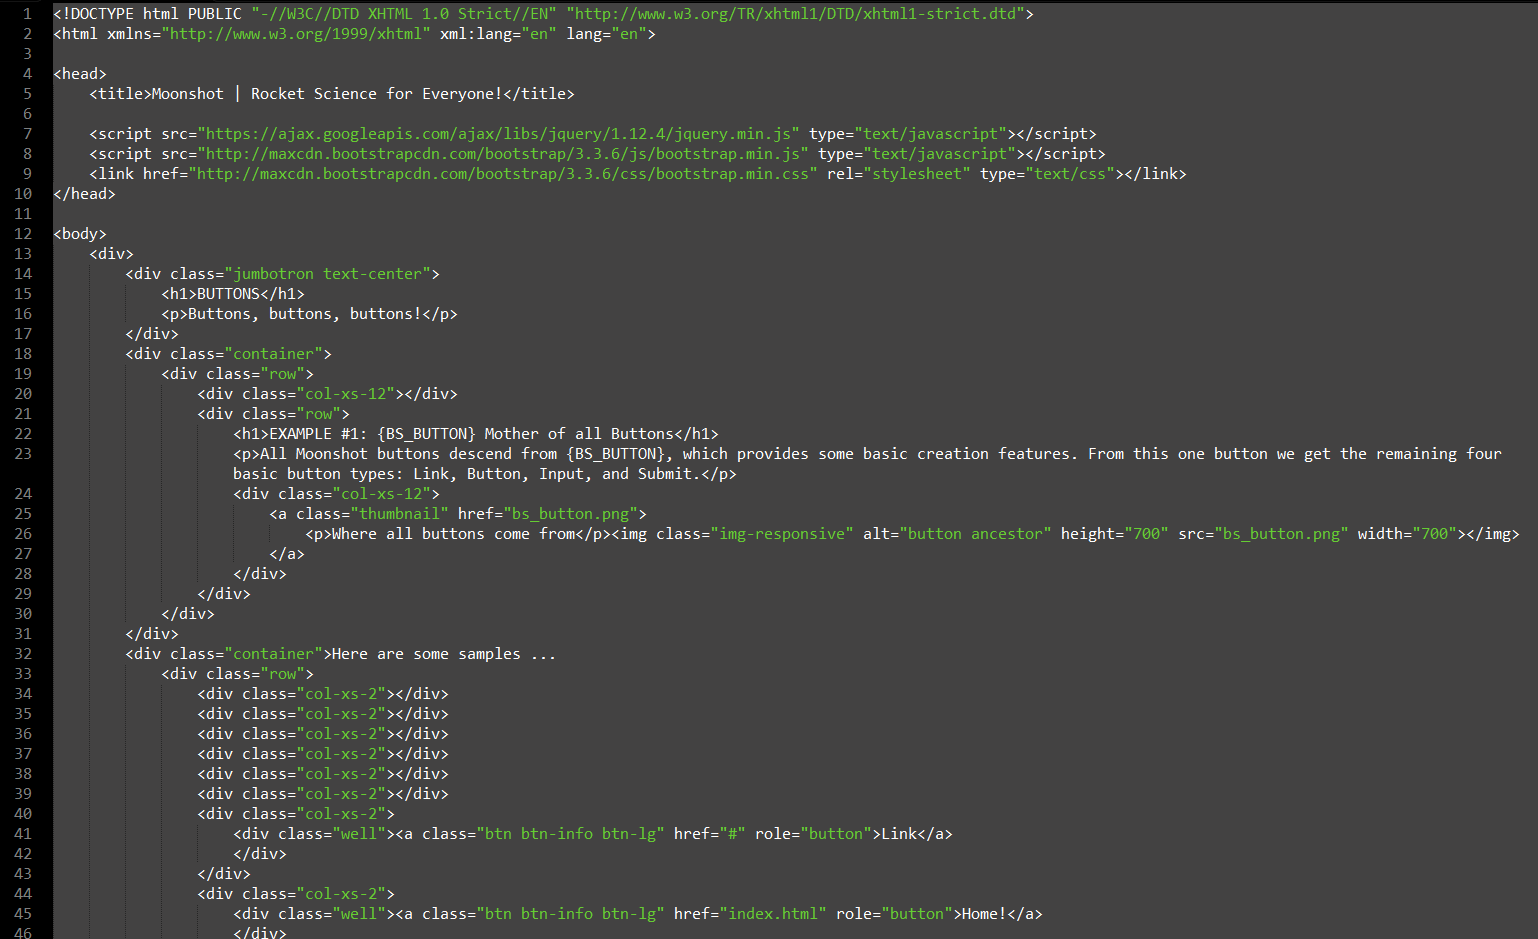 1 <!DOCTYPE html PUBLIC "-//W3C//DTD XHTML 1.0 Strict//EN" "http://www.w3.org/TR/xhtml1/DTD/xhtml1-strict.dtd">
2 <html xmlns="http://www.w3.org/1999/xhtml" xml:lang="en" lang="en">
3
4 <head>
5     <title>Moonshot | Rocket Science for Everyone!</title>
6
7     <script src="https://ajax.googleapis.com/ajax/libs/jquery/1.12.4/jquery.min.js" type="text/javascript"></script>
8     <script src="http://maxcdn.bootstrapcdn.com/bootstrap/3.3.6/js/bootstrap.min.js" type="text/javascript"></script>
9     <link href="http://maxcdn.bootstrapcdn.com/bootstrap/3.3.6/css/bootstrap.min.css" rel="stylesheet" type="text/css"></link>
10 </head>
11
12 <body>
13     <div>
14         <div class="jumbotron text-center">
15             <h1>BUTTONS</h1>
16             <p>Buttons, buttons, buttons!</p>
17         </div>
18         <div class="container">
19             <div class="row">
20                 <div class="col-xs-12"></div>
21                 <div class="row">
22                     <h1>EXAMPLE #1: {BS_BUTTON} Mother of all Buttons</h1>
23                     <p>All Moonshot buttons descend from {BS_BUTTON}, which provides some basic creation features. From this one button we get the remaining four
                     basic button types: Link, Button, Input, and Submit.</p>
24                     <div class="col-xs-12">
25                         <a class="thumbnail" href="bs_button.png">
26                             <p>Where all buttons come from</p><img class="img-responsive" alt="button ancestor" height="700" src="bs_button.png" width="700"></img>
27                         </a>
28                     </div>
29                 </div>
30             </div>
31         </div>
32         <div class="container">Here are some samples ...
33             <div class="row">
34                 <div class="col-xs-2"></div>
35                 <div class="col-xs-2"></div>
36                 <div class="col-xs-2"></div>
37                 <div class="col-xs-2"></div>
38                 <div class="col-xs-2"></div>
39                 <div class="col-xs-2"></div>
40                 <div class="col-xs-2">
41                     <div class="well"><a class="btn btn-info btn-lg" href="#" role="button">Link</a>
42                     </div>
43                 </div>
44                 <div class="col-xs-2">
45                     <div class="well"><a class="btn btn-info btn-lg" href="index.html" role="button">Home!</a>
46                     </div>